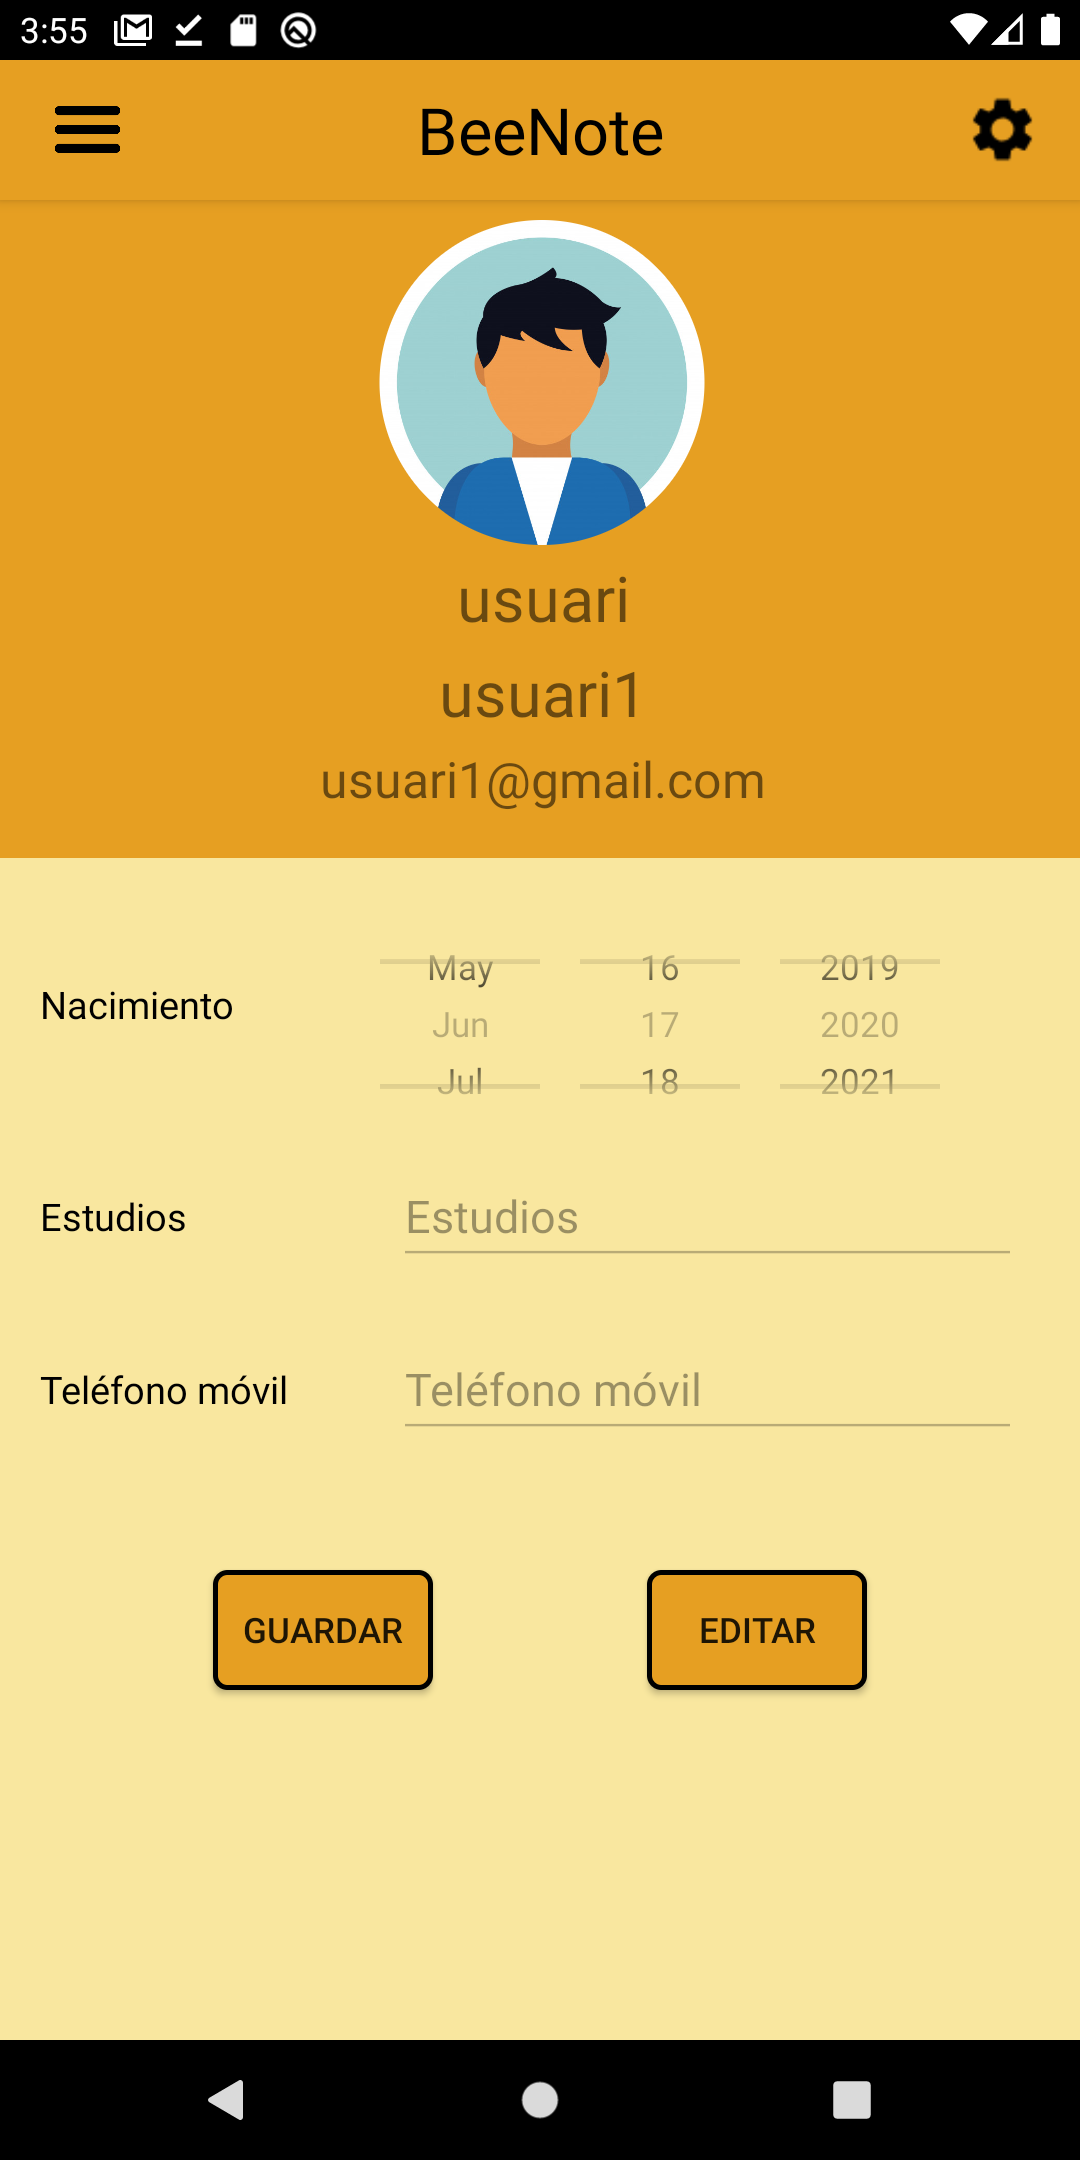 3:55
BeeNote
usuari
usuari1
usuari1@gmail.com
May 16 2019
Nacimiento
Jun 17 2020
Jul 18 2021
Estudios Estudios
Teléfono móvil Teléfono móvil
GUARDAR EDITAR